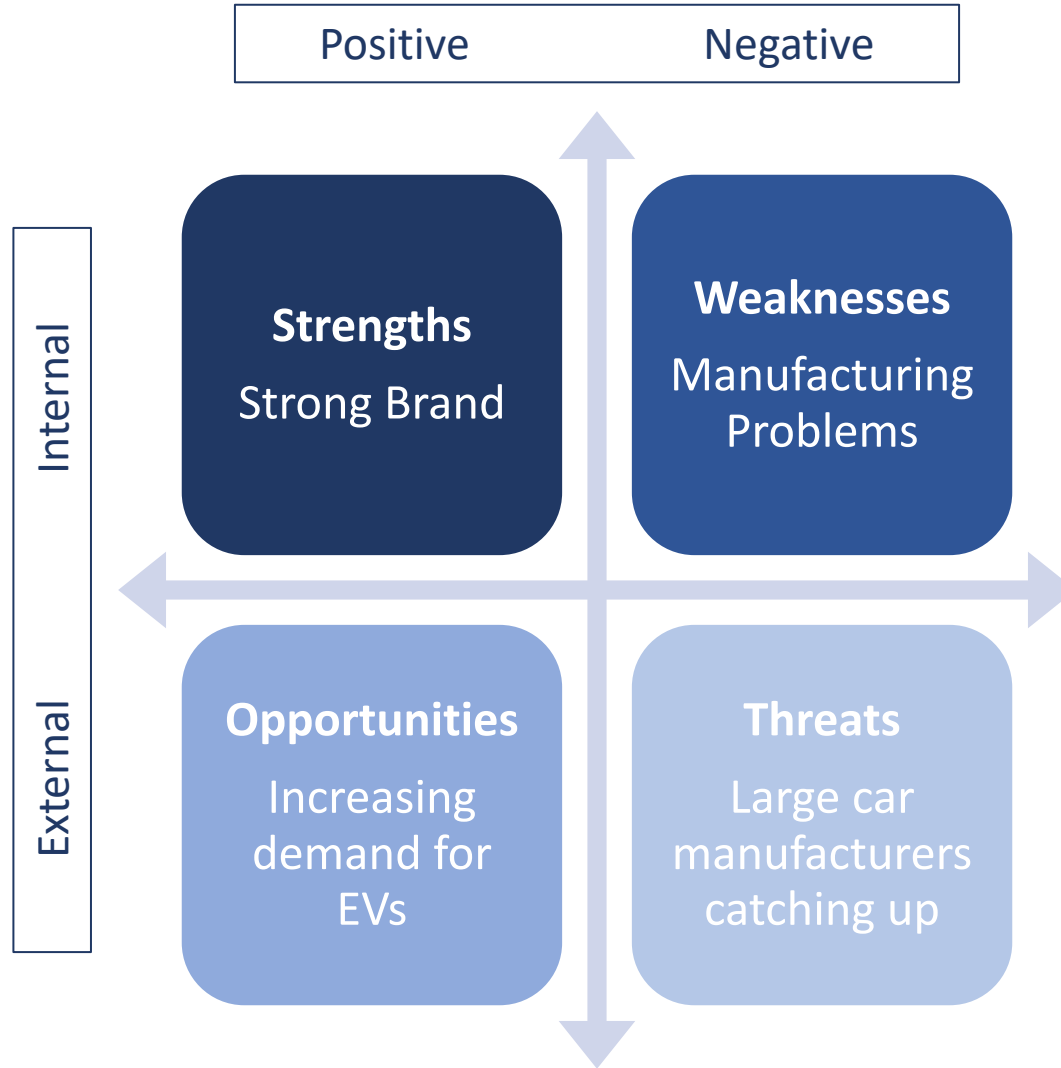 Positive Negative
Internal
Strengths
Strong Brand
Weaknesses
Manufacturing
Problems
External
Opportunities
Increasing
demand for
EVs
Threats
Large car
manufacturers
catching up